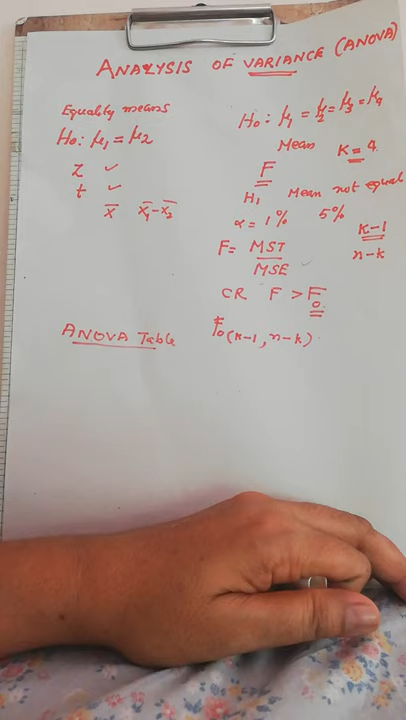 ANALYSIS OF VARIANCE (ANOVA)
Equality means
H₀: μ₁ = μ₂
Z ✓
t ✓
x̄ x̄₁-x̄₂
H₀: μ₁ = μ₂ = μ₃ = μ₄
Mean K = 4
F
H₁ Mean not equal
α = 1% 5%
F = MST
MSE ✓
k-1
n-k
CR F > F₀
F₀(k-1, n-k)
ANOVA Table